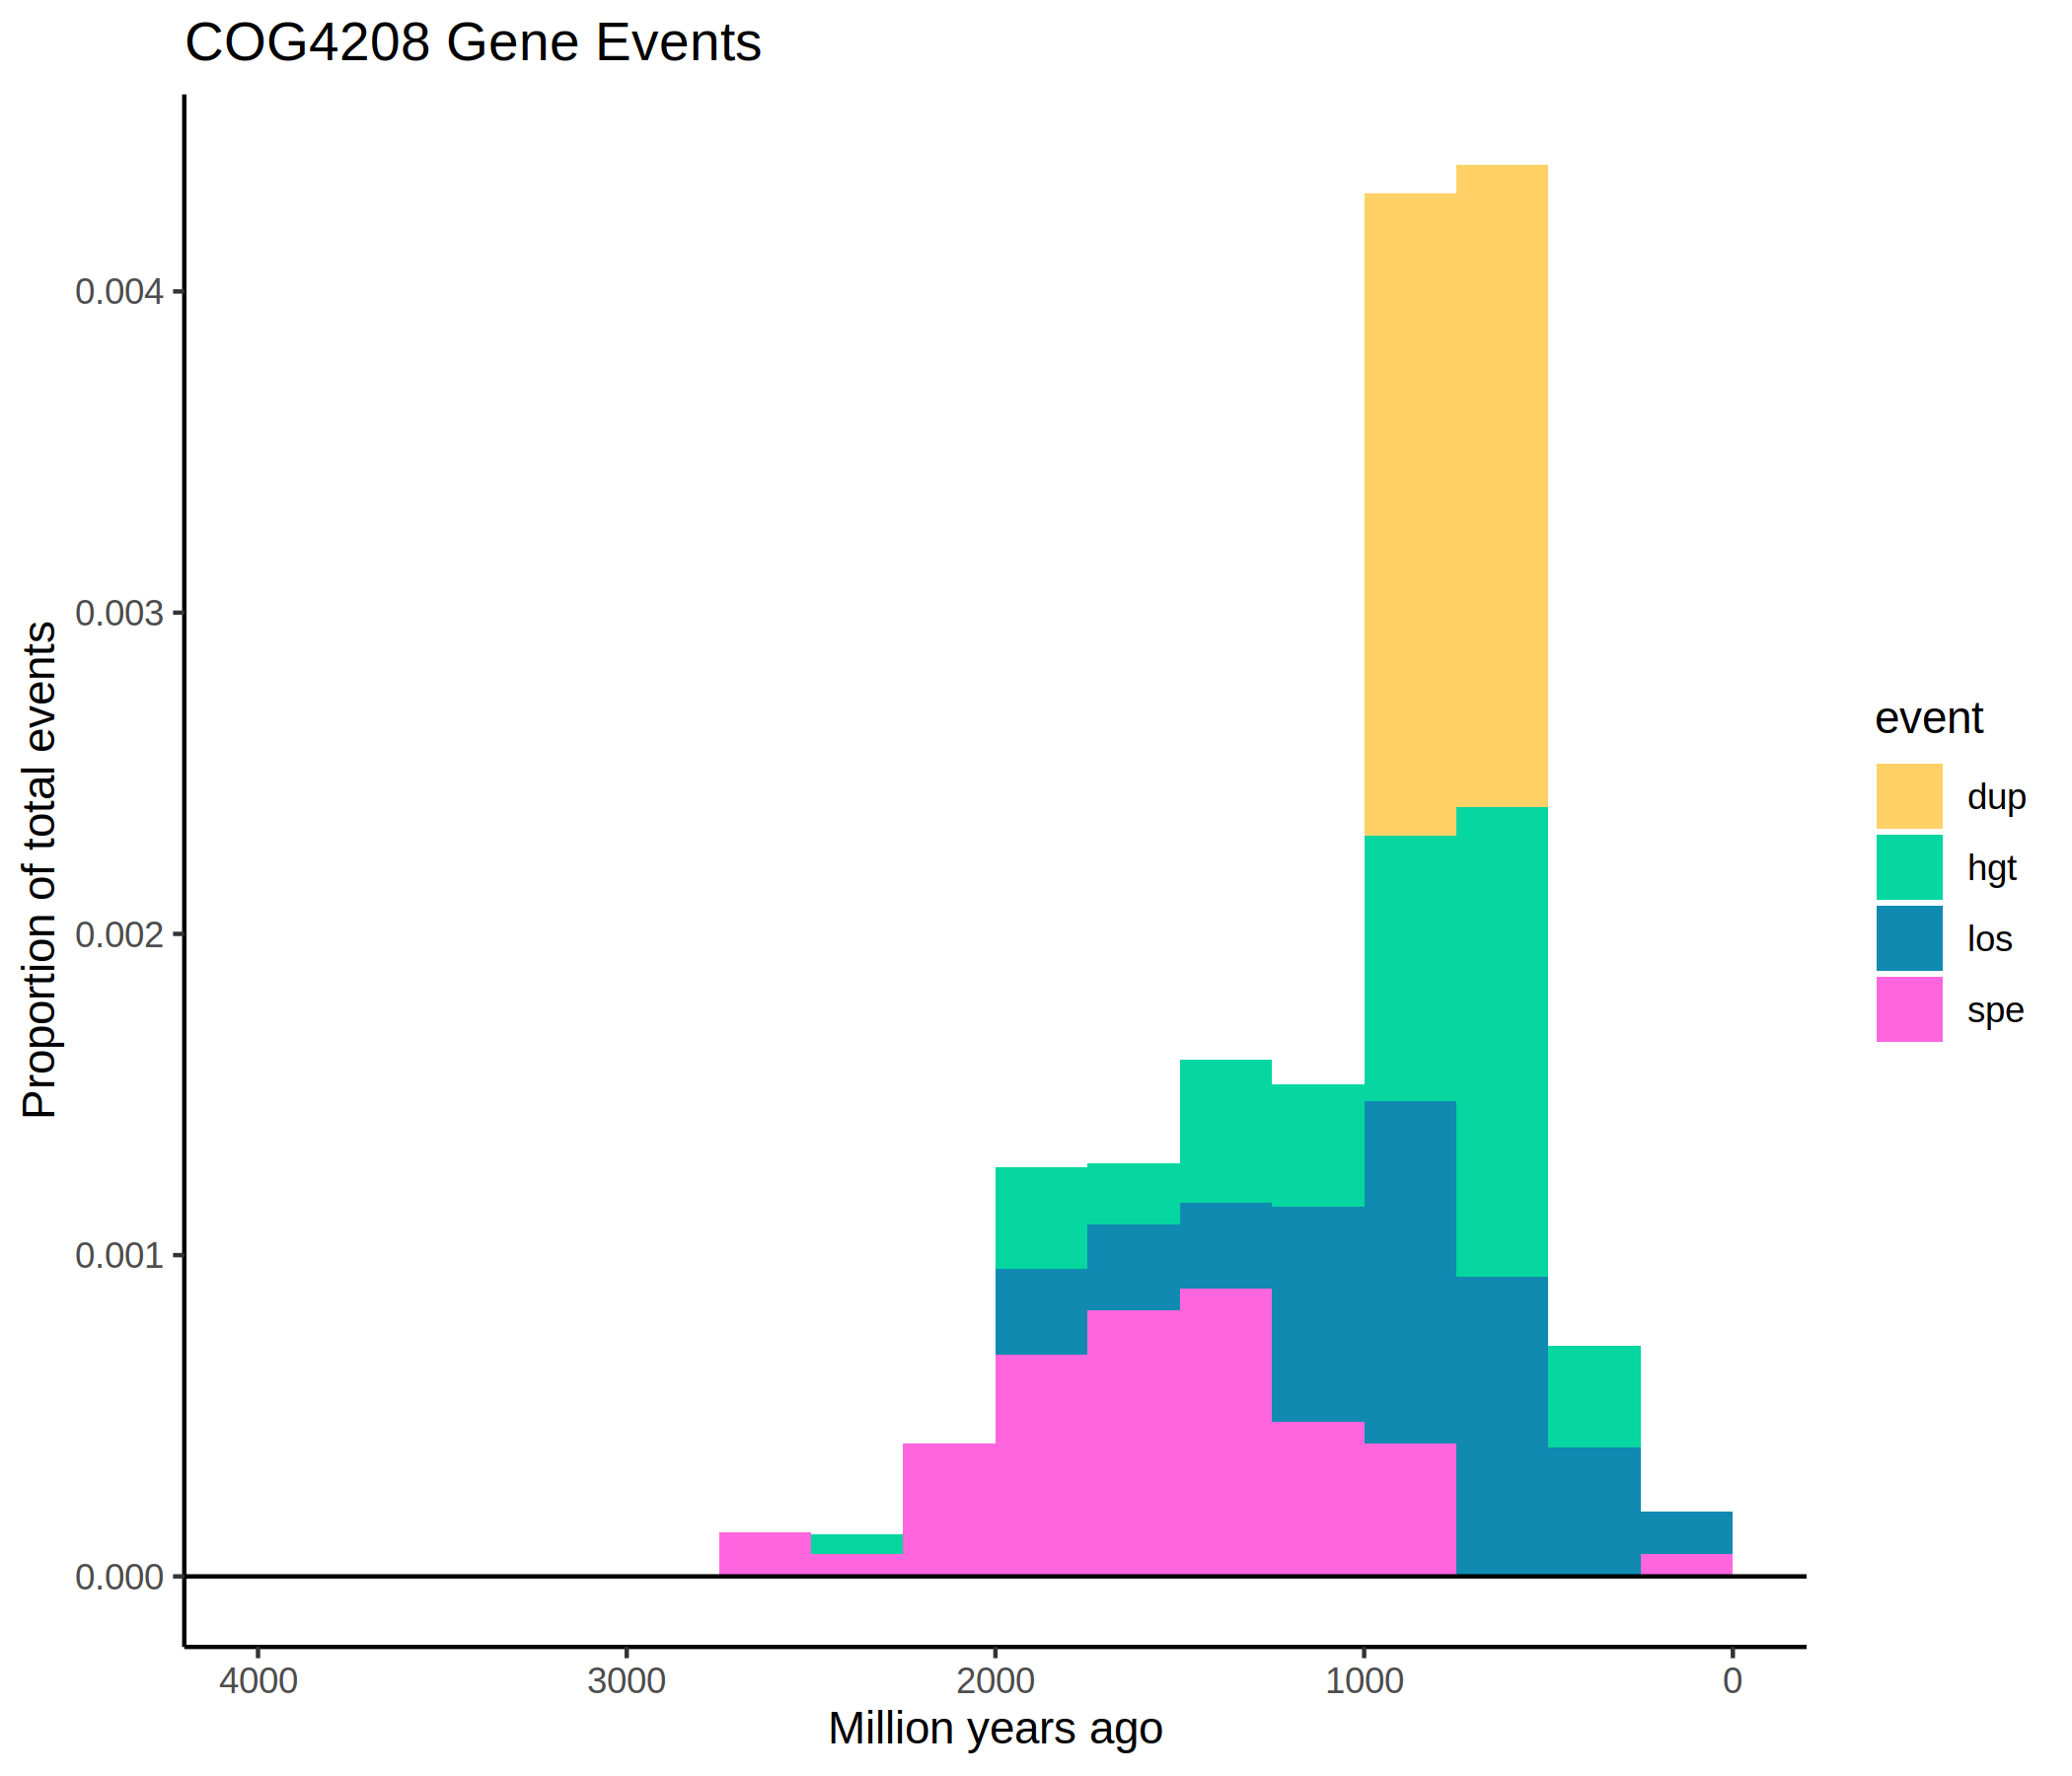 COG4208 Gene Events
Proportion of total events
0.004
0.003
0.002
0.001
0.000
4000 3000 2000 1000 0
Million years ago
event
dup
hgt
los
spe